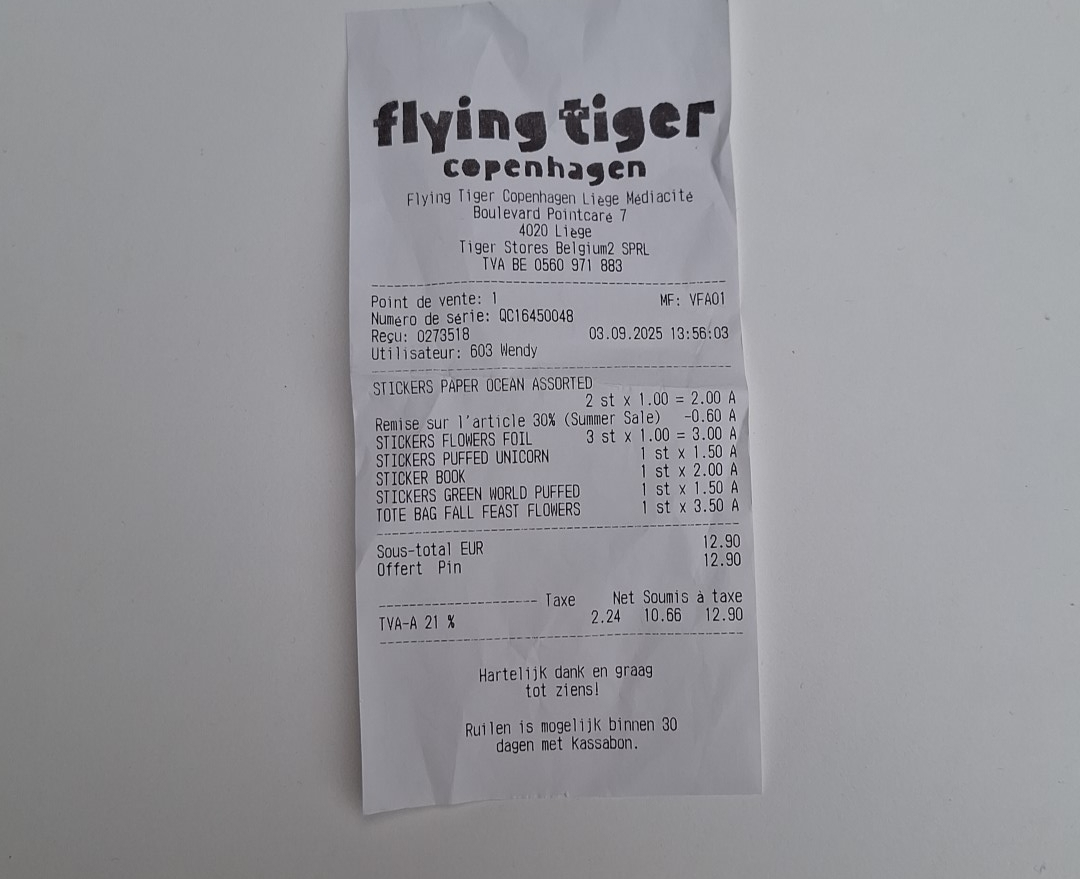 flying tiger
copenhagen
Flying Tiger Copenhagen Liège Médiacité
Boulevard Pointcaré 7
4020 Liège
Tiger Stores Belgium2 SPRL
TVA BE 0560 971 883
Point de vente: 1 MF: VFA01
Numéro de série: QC16450048
Reçu: 0273518 03.09.2025 13:56:03
Utilisateur: 603 Wendy
STICKERS PAPER OCEAN ASSORTED
2 st x 1.00 = 2.00 A
Remise sur l'article 30% (Summer Sale) -0.60 A
STICKERS FLOWERS FOIL 3 st x 1.00 = 3.00 A
STICKERS PUFFED UNICORN 1 st x 1.50 A
STICKER BOOK 1 st x 2.00 A
STICKERS GREEN WORLD PUFFED 1 st x 1.50 A
TOTE BAG FALL FEAST FLOWERS 1 st x 3.50 A
Sous-total EUR 12.90
Offert Pin 12.90
Taxe Net Soumis à taxe
TVA-A 21 % 2.24 10.66 12.90
Hartelijk dank en graag
tot ziens!
Ruilen is mogelijk binnen 30
dagen met kassabon.